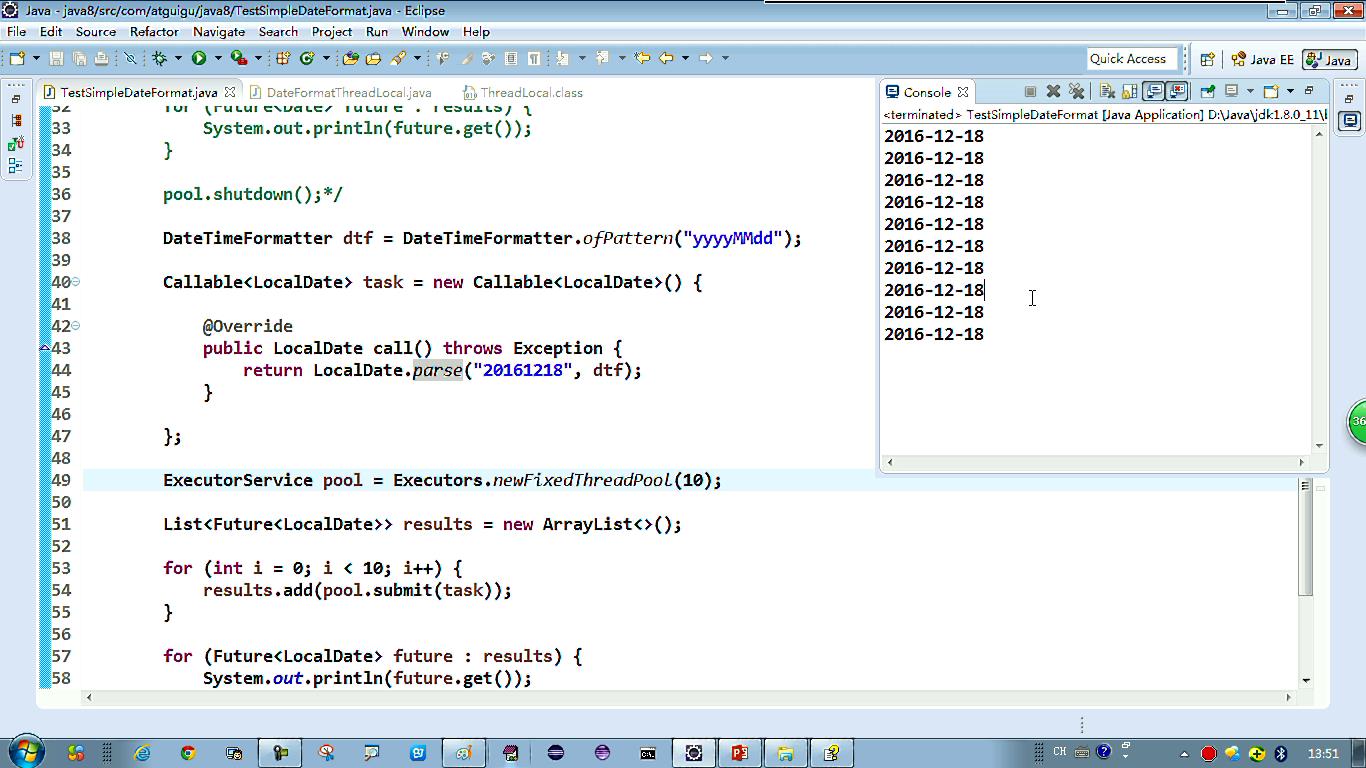 Java - java8/src/com/atguigu/java8/TestSimpleDateFormat.java - Eclipse
File Edit Source Refactor Navigate Search Project Run Window Help
Quick Access Java EE Java
TestSimpleDateFormat.java DateFormatThreadLocal.java ThreadLocal.class
32 for (Future<Date> future : results) {
33 System.out.println(future.get());
34 }
35
36 pool.shutdown();*/
37
38 DateTimeFormatter dtf = DateTimeFormatter.ofPattern("yyyyMMdd");
39
40 Callable<LocalDate> task = new Callable<LocalDate>() {
41
42 @Override
43 public LocalDate call() throws Exception {
44 return LocalDate.parse("20161218", dtf);
45 }
46
47 };
48
49 ExecutorService pool = Executors.newFixedThreadPool(10);
50
51 List<Future<LocalDate>> results = new ArrayList<>();
52
53 for (int i = 0; i < 10; i++) {
54 results.add(pool.submit(task));
55 }
56
57 for (Future<LocalDate> future : results) {
58 System.out.println(future.get());
Console
<terminated> TestSimpleDateFormat [Java Application] D:\Java\jdk1.8.0_11\
2016-12-18
2016-12-18
2016-12-18
2016-12-18
2016-12-18
2016-12-18
2016-12-18
2016-12-18
2016-12-18
2016-12-18
36
CH
13:51